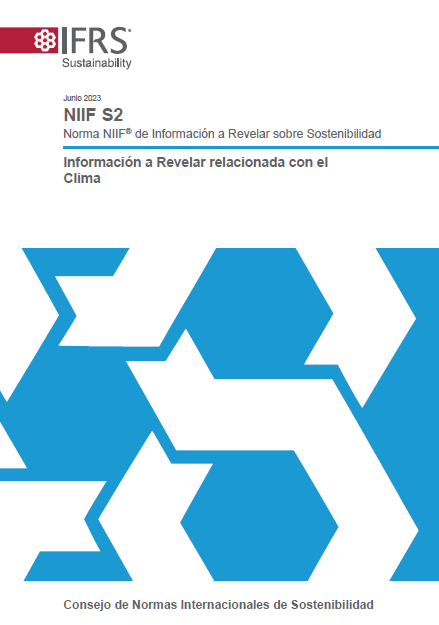 IFRS®
Sustainability
Junio 2023
NIIF S2
Norma NIIF® de Información a Revelar sobre Sostenibilidad
Información a Revelar relacionada con el
Clima
Consejo de Normas Internacionales de Sostenibilidad